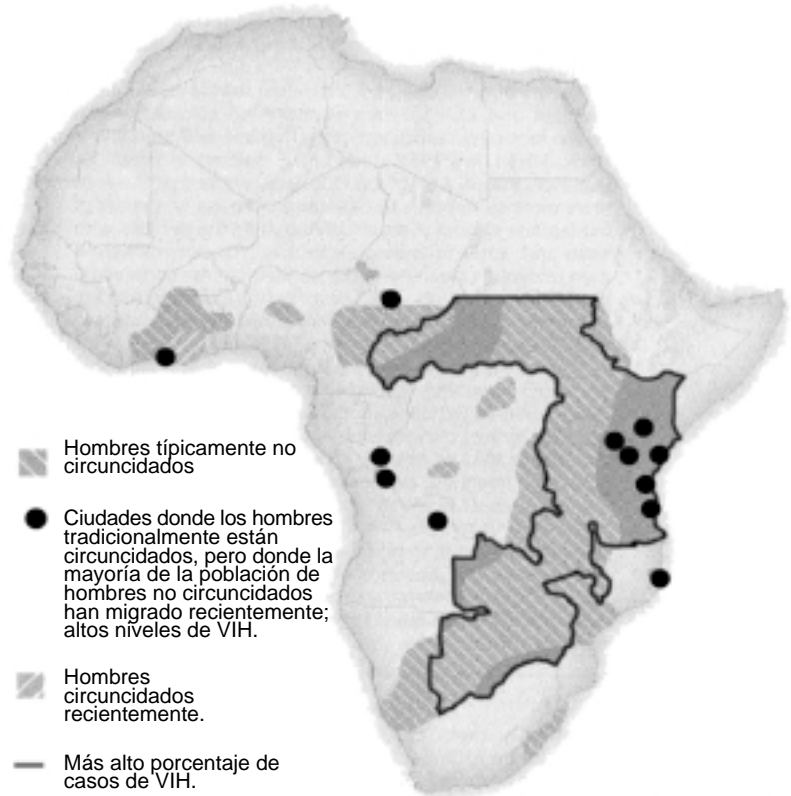 Hombres típicamente no
circuncidados
Ciudades donde los hombres
tradicionalmente están
circuncidados, pero donde la
mayoría de la población de
hombres no circuncidados
han migrado recientemente;
altos niveles de VIH.
Hombres
circuncidados
recientemente.
Más alto porcentaje de
casos de VIH.